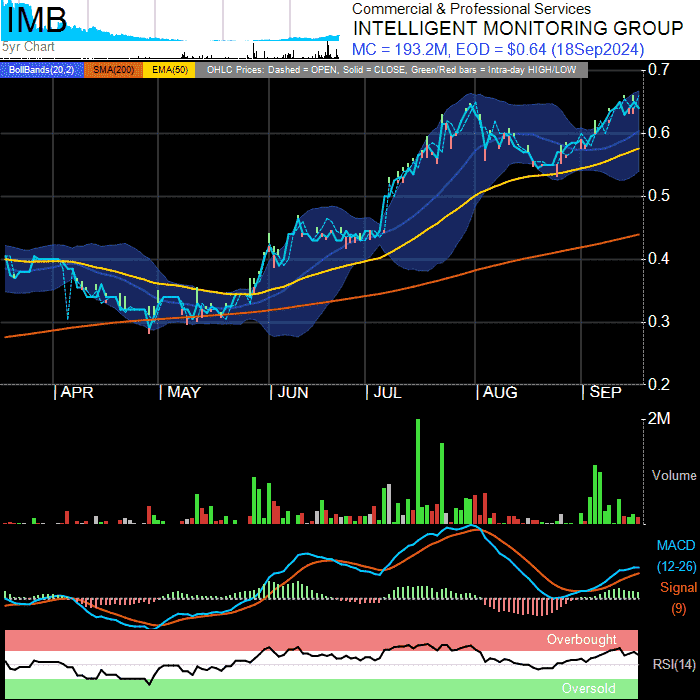 IMB
Commercial & Professional Services
INTELLIGENT MONITORING GROUP
5yr Chart
MC = 193.2M, EOD = $0.64 (18Sep2024)
BollBands(20,2) SMA(200) EMA(50) OHLC Prices: Dashed = OPEN, Solid = CLOSE, Green/Red bars = Intra-day HIGH/LOW
0.7
0.6
0.5
0.4
0.3
0.2
APR MAY JUN JUL AUG SEP
2M
Volume
MACD
(12-26)
Signal
(9)
Overbought
RSI(14)
Oversold